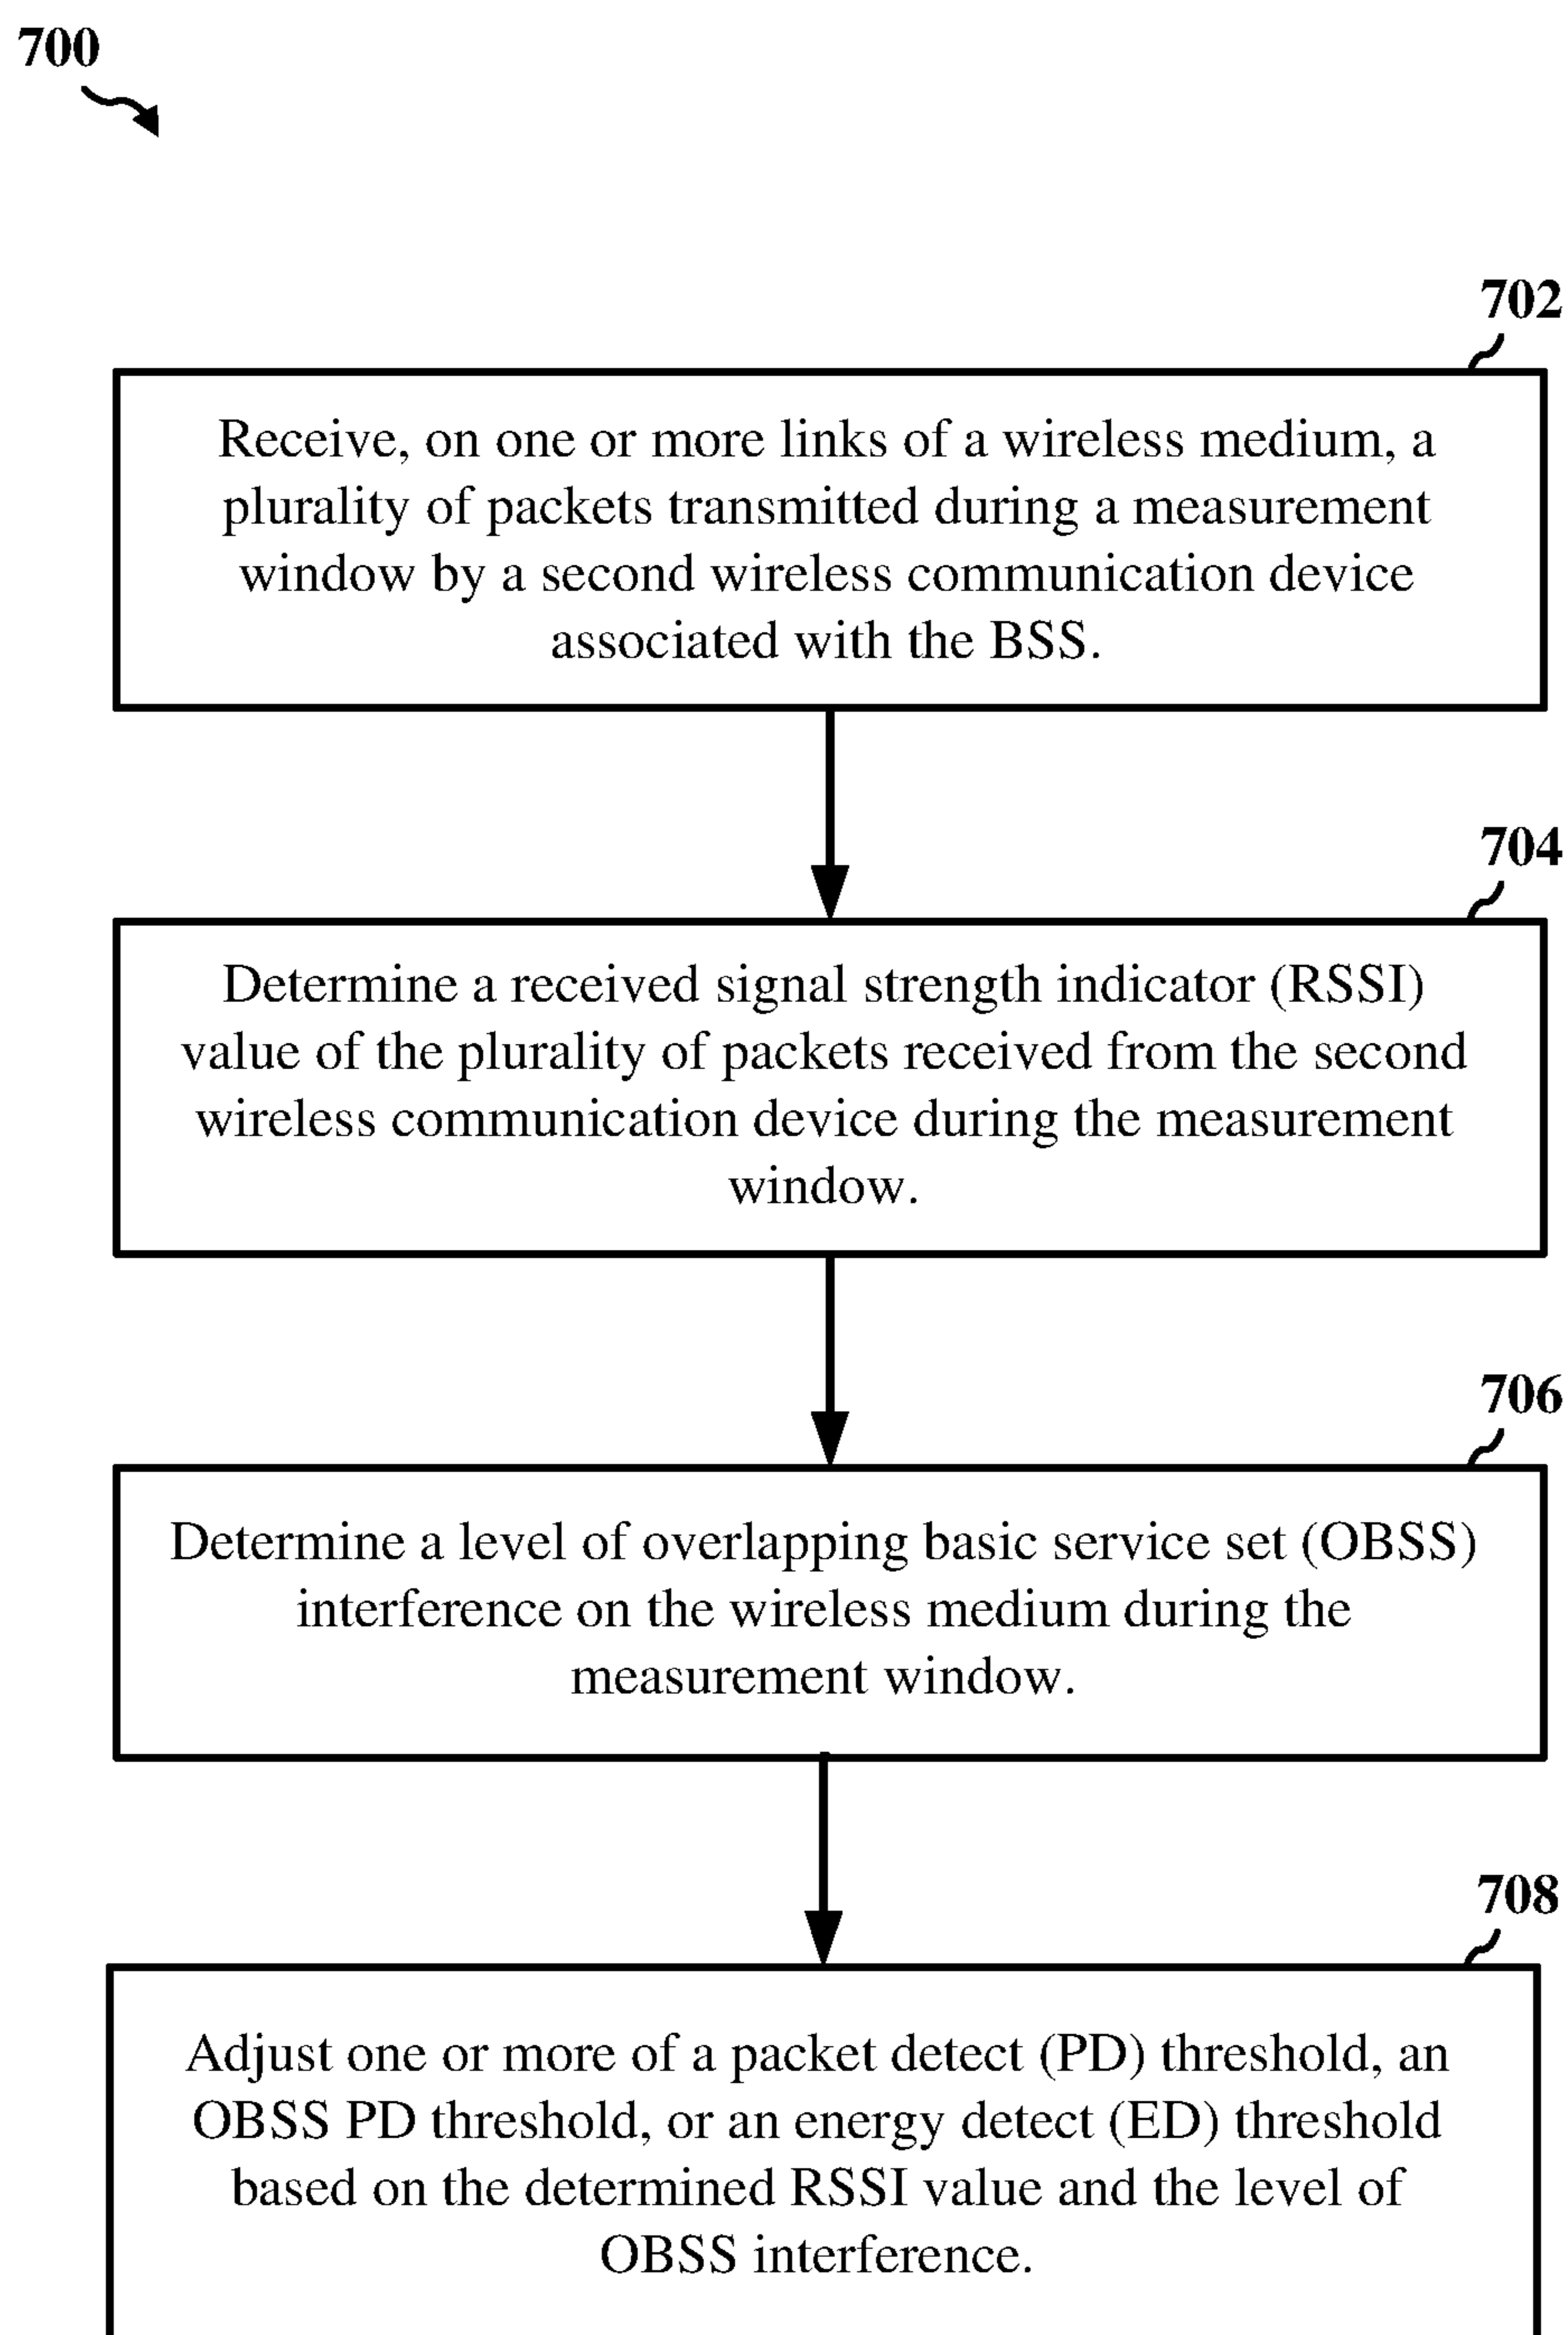 700
702
Receive, on one or more links of a wireless medium, a
plurality of packets transmitted during a measurement
window by a second wireless communication device
associated with the BSS.
704
Determine a received signal strength indicator (RSSI)
value of the plurality of packets received from the second
wireless communication device during the measurement
window.
706
Determine a level of overlapping basic service set (OBSS)
interference on the wireless medium during the
measurement window.
708
Adjust one or more of a packet detect (PD) threshold, an
OBSS PD threshold, or an energy detect (ED) threshold
based on the determined RSSI value and the level of
OBSS interference.